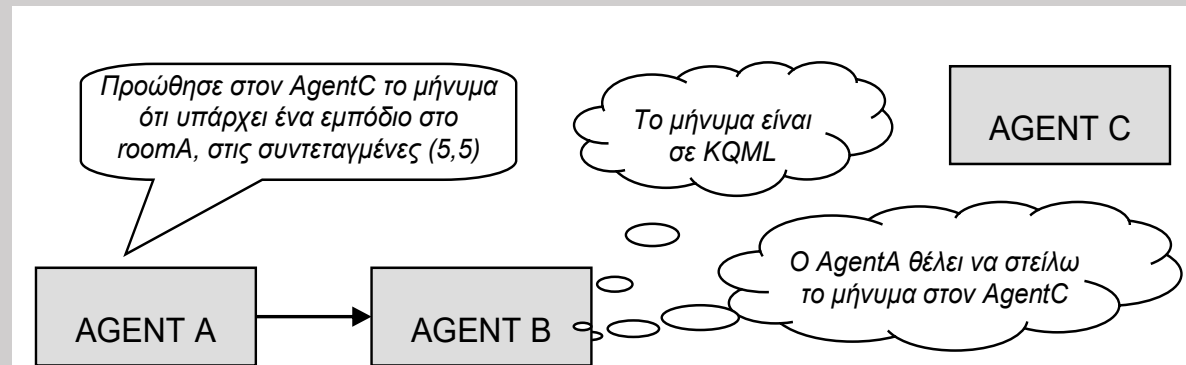 Προώθησε στον AgentC το μήνυμα
ότι υπάρχει ένα εμπόδιο στο
roomA, στις συντεταγμένες (5,5)
Το μήνυμα είναι
σε KQML
AGENT C
Ο AgentA θέλει να στείλω
το μήνυμα στον AgentC
AGENT A
AGENT B